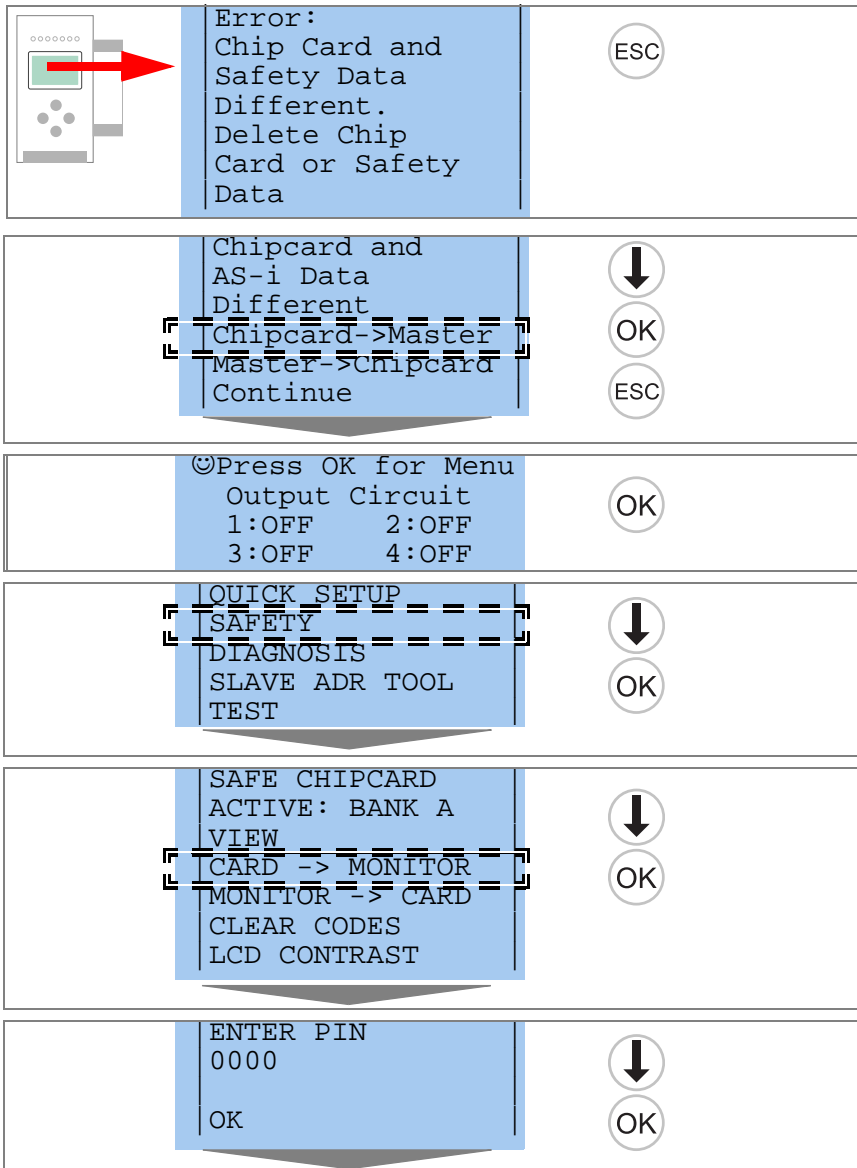 Error:
Chip Card and
Safety Data
Different.
Delete Chip
Card or Safety
Data
ESC
Chipcard and
AS-i Data
Different
Chipcard->Master
Master->Chipcard
Continue
OK
ESC
☺Press OK for Menu
Output Circuit
1:OFF 2:OFF
3:OFF 4:OFF
OK
QUICK SETUP
SAFETY
DIAGNOSIS
SLAVE ADR TOOL
TEST
OK
SAFE CHIPCARD
ACTIVE: BANK A
VIEW
CARD -> MONITOR
MONITOR -> CARD
CLEAR CODES
LCD CONTRAST
OK
ENTER PIN
0000
OK
OK